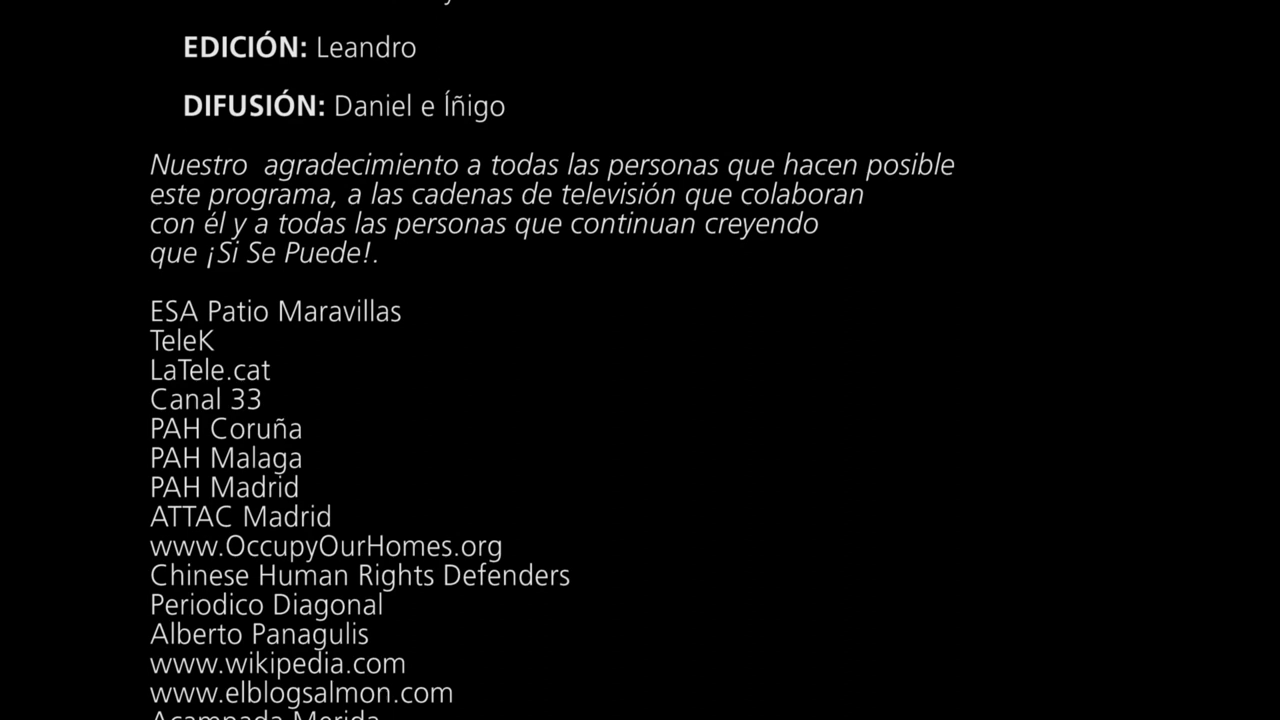 EDICIÓN: Leandro
DIFUSIÓN: Daniel e Íñigo
Nuestro  agradecimiento a todas las personas que hacen posible
este programa, a las cadenas de televisión que colaboran
con él y a todas las personas que continuan creyendo
que ¡Si Se Puede!.
ESA Patio Maravillas
TeleK
LaTele.cat
Canal 33
PAH Coruña
PAH Malaga
PAH Madrid
ATTAC Madrid
www.OccupyOurHomes.org
Chinese Human Rights Defenders
Periodico Diagonal
Alberto Panagulis
www.wikipedia.com
www.elblogsalmon.com
Acampada Merida